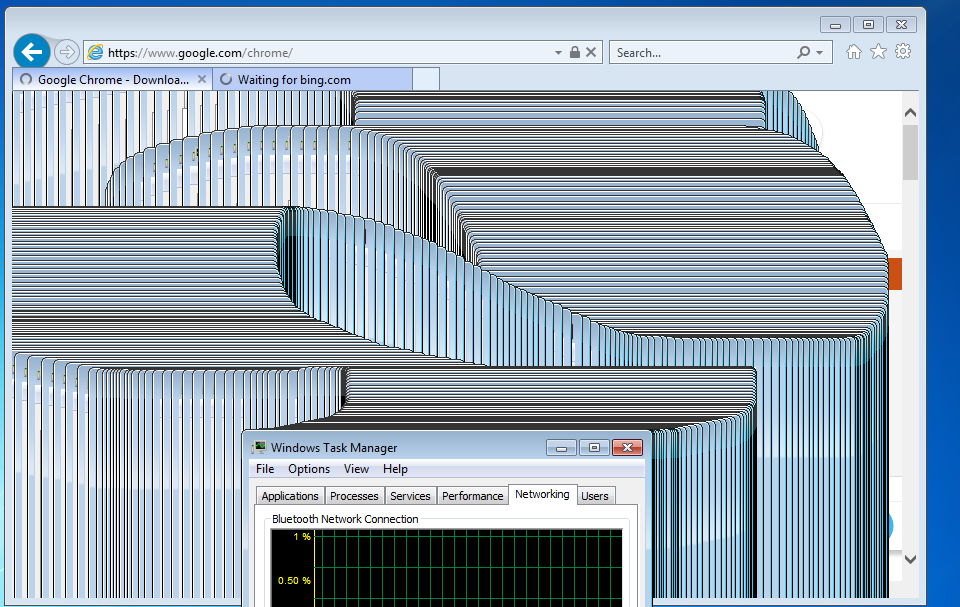 https://www.google.com/chrome/
Search...
Google Chrome - Downloa...
Waiting for bing.com
Windows Task Manager
File Options View Help
Applications Processes Services Performance Networking Users
Bluetooth Network Connection
1 %
0.50 %